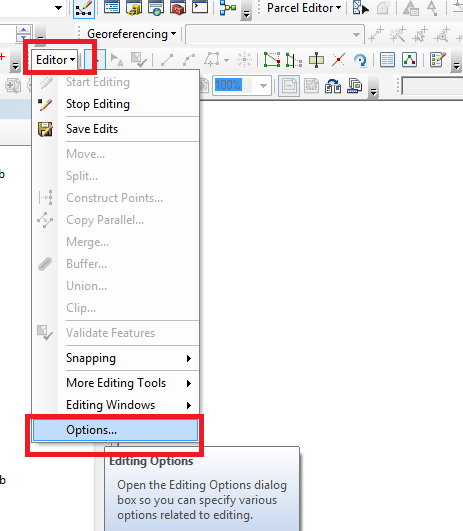 Parcel Editor
Georeferencing
Editor
100%
Start Editing
Stop Editing
Save Edits
Move...
b
Split...
Construct Points...
Copy Parallel...
Merge...
Buffer...
Union...
Clip...
Validate Features
Snapping
More Editing Tools
Editing Windows
Options...
Editing Options
Open the Editing Options dialog
b
box so you can specify various
options related to editing.